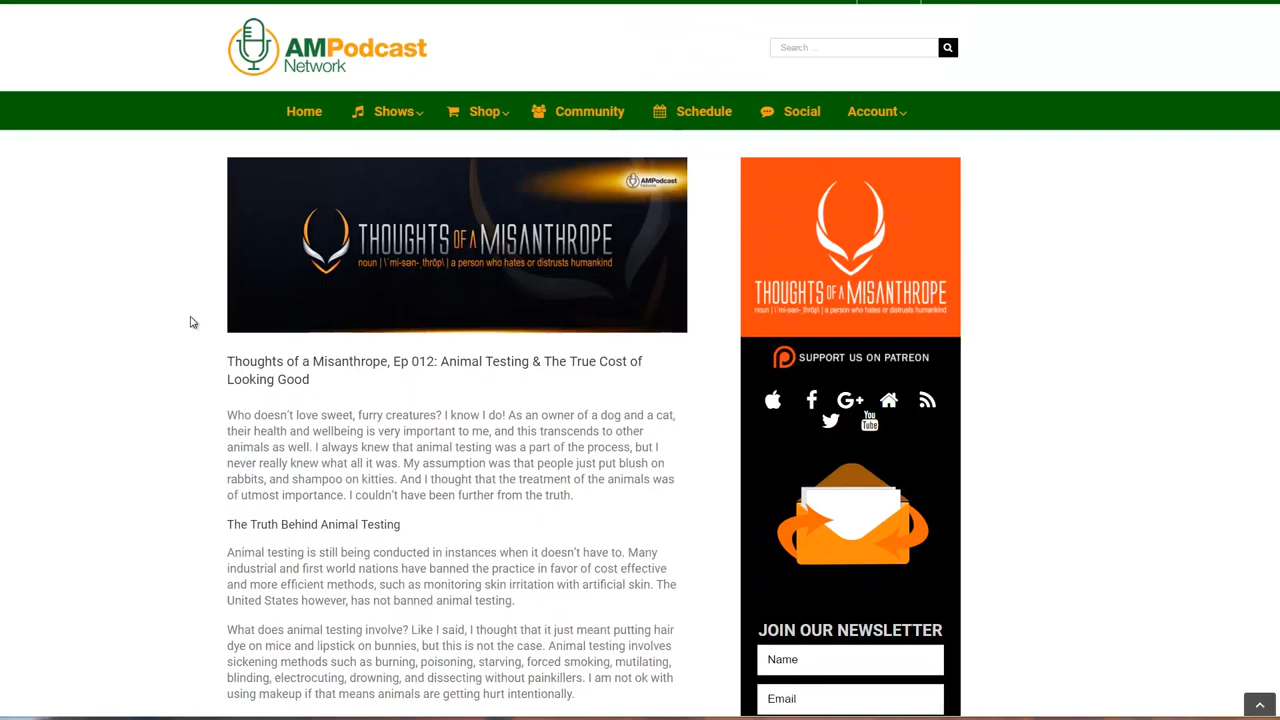 AMPodcast
Network
Search ...
Home Shows Shop Community Schedule Social Account
AMPodcast
Network
THOUGHTS OF A MISANTHROPE
noun | \ˈmi-sən-ˌthrōp\ | a person who hates or distrusts humankind
Thoughts of a Misanthrope, Ep 012: Animal Testing & The True Cost of
Looking Good
Who doesn’t love sweet, furry creatures? I know I do! As an owner of a dog and a cat,
their health and wellbeing is very important to me, and this transcends to other
animals as well. I always knew that animal testing was a part of the process, but I
never really knew what all it was. My assumption was that people just put blush on
rabbits, and shampoo on kitties. And I thought that the treatment of the animals was
of utmost importance. I couldn’t have been further from the truth.
The Truth Behind Animal Testing
Animal testing is still being conducted in instances when it doesn’t have to. Many
industrial and first world nations have banned the practice in favor of cost effective
and more efficient methods, such as monitoring skin irritation with artificial skin. The
United States however, has not banned animal testing.
What does animal testing involve? Like I said, I thought that it just meant putting hair
dye on mice and lipstick on bunnies, but this is not the case. Animal testing involves
sickening methods such as burning, poisoning, starving, forced smoking, mutilating,
blinding, electrocuting, drowning, and dissecting without painkillers. I am not ok with
using makeup if that means animals are getting hurt intentionally.
THOUGHTS OF A MISANTHROPE
noun | \ˈmi-sən-ˌthrōp\ | a person who hates or distrusts humankind
SUPPORT US ON PATREON
G+
You
Tube
JOIN OUR NEWSLETTER
Name
Email